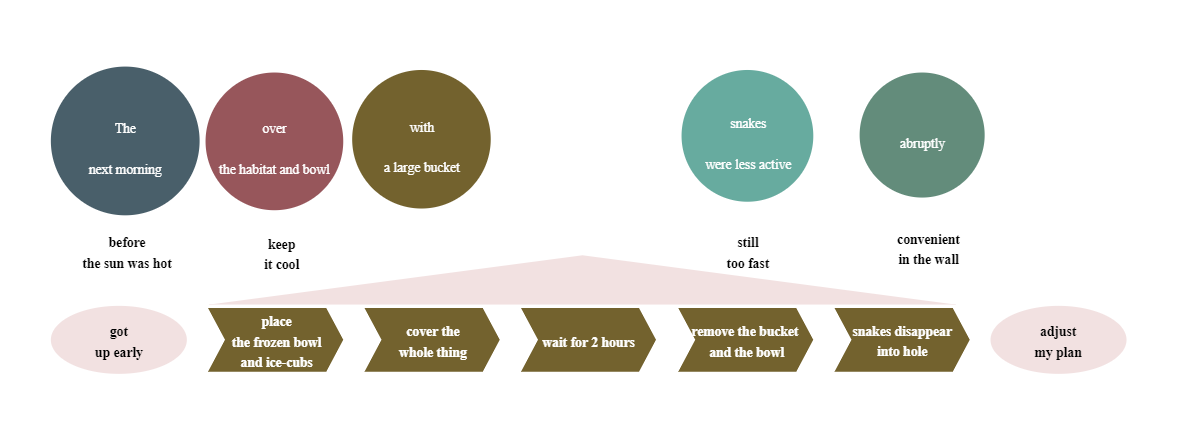 The
next morning
over
the habitat and bowl
with
a large bucket
snakes
were less active
abruptly
before
the sun was hot
keep
it cool
still
too fast
convenient
in the wall
got
up early
place
the frozen bowl
and ice-cubs
cover the
whole thing
wait for 2 hours
remove the bucket
and the bowl
snakes disappear
into hole
adjust
my plan